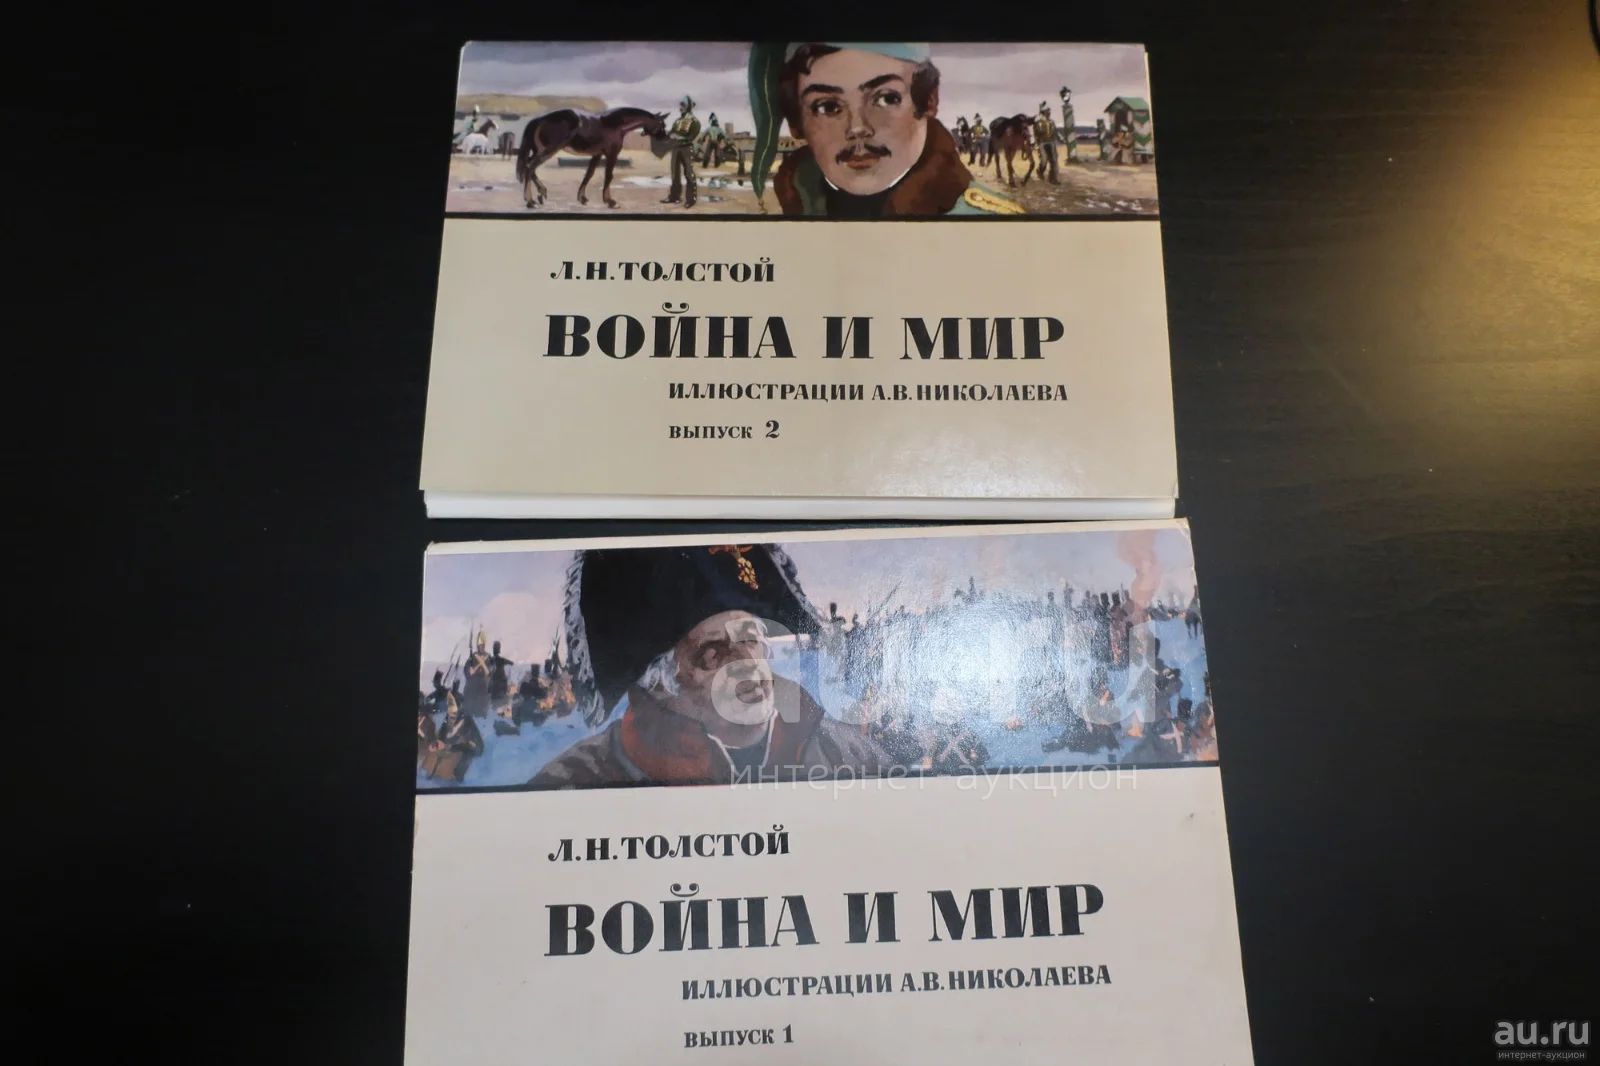 Л.Н.ТОЛСТОЙ
ВОЙНА И МИР
ИЛЛЮСТРАЦИИ А.В.НИКОЛАЕВА
ВЫПУСК 2
au.ru
интернет-аукцион
Л.Н.ТОЛСТОЙ
ВОЙНА И МИР
ИЛЛЮСТРАЦИИ А.В.НИКОЛАЕВА
ВЫПУСК 1
au.ru
интернет-аукцион